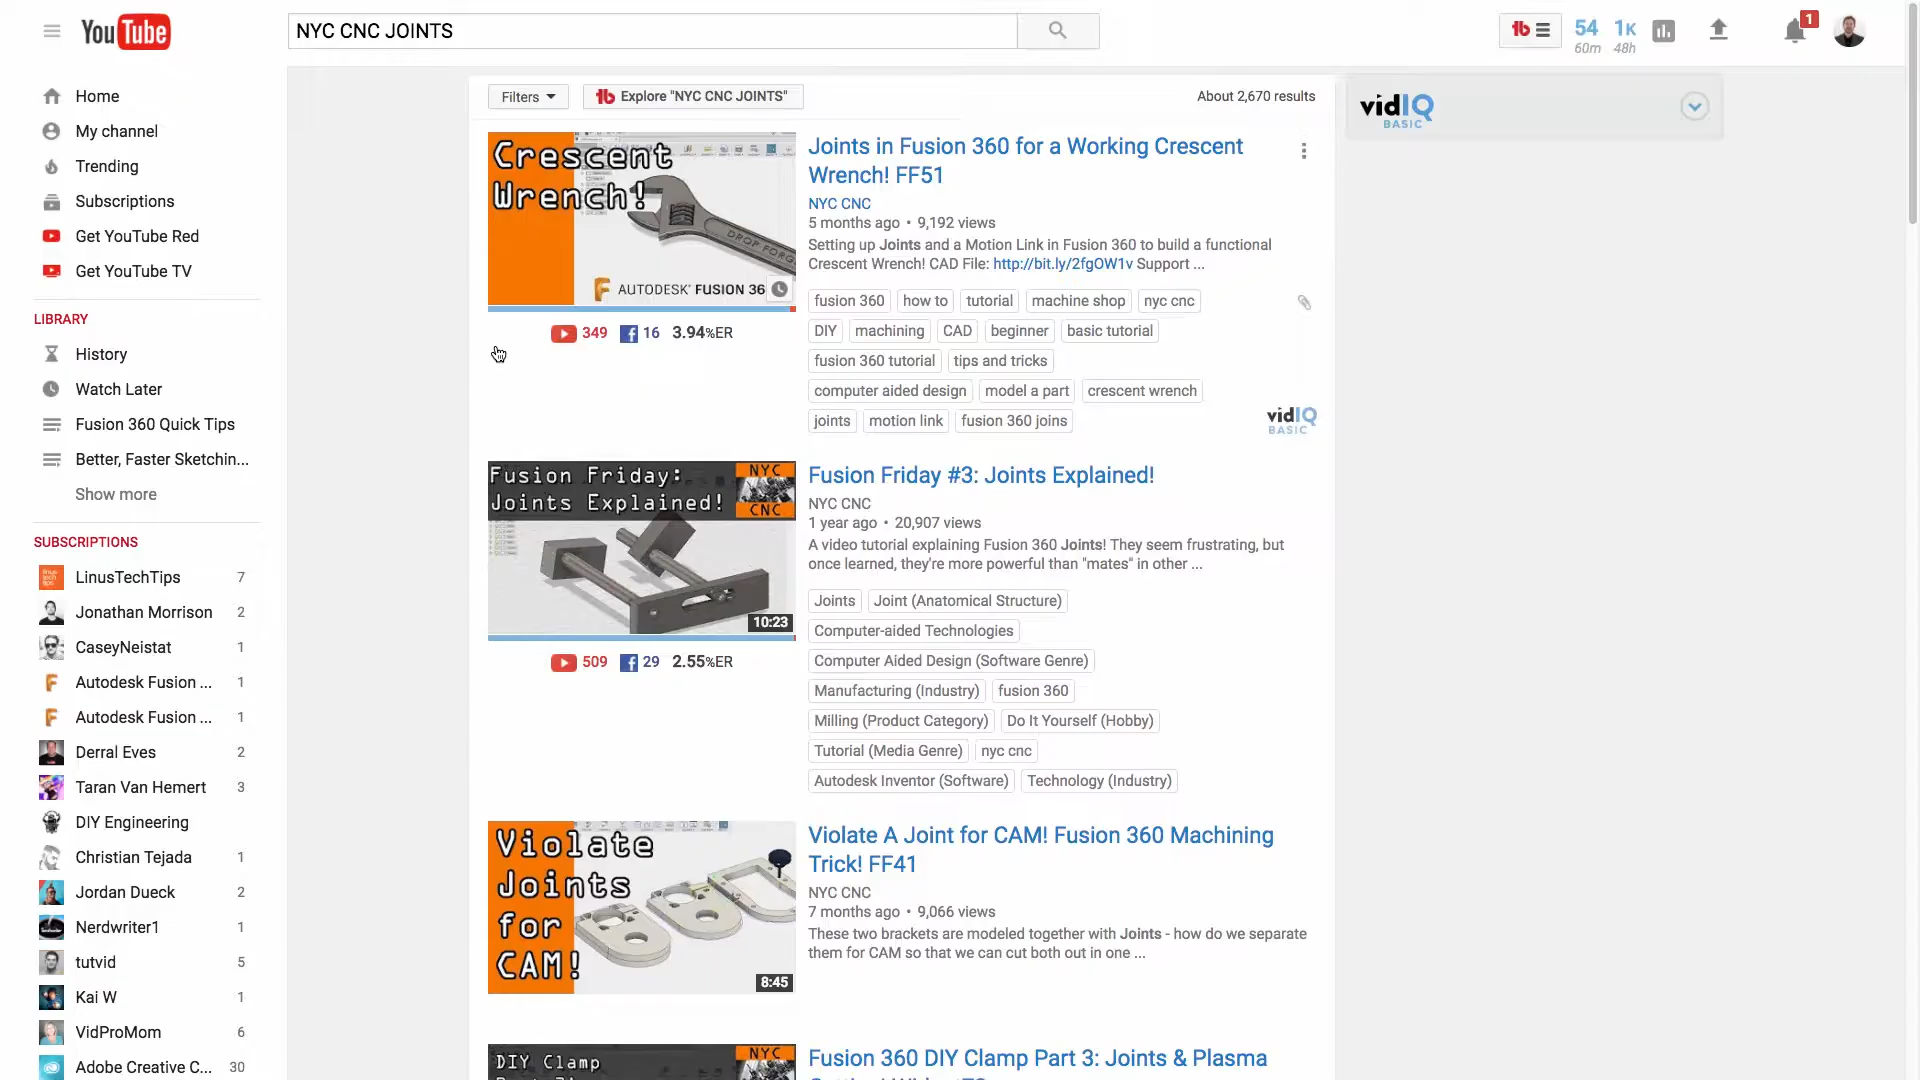 YouTube
NYC CNC JOINTS
54
60m
1K
48h
1
Home
My channel
Trending
Subscriptions
Get YouTube Red
Get YouTube TV
LIBRARY
History
Watch Later
Fusion 360 Quick Tips
Better, Faster Sketchin...
Show more
SUBSCRIPTIONS
LinusTechTips 7
Jonathan Morrison 2
CaseyNeistat 1
Autodesk Fusion ... 1
Autodesk Fusion ... 1
Derral Eves 2
Taran Van Hemert 3
DIY Engineering
Christian Tejada 1
Jordan Dueck 2
Nerdwriter1 1
tutvid 5
Kai W 1
VidProMom 6
Adobe Creative C... 30
Filters
Explore "NYC CNC JOINTS"
About 2,670 results
Crescent
Wrench!
DROP FORG
AUTODESK' FUSION 36
349 16 3.94%ER
Joints in Fusion 360 for a Working Crescent
Wrench! FF51
NYC CNC
5 months ago • 9,192 views
Setting up Joints and a Motion Link in Fusion 360 to build a functional
Crescent Wrench! CAD File: http://bit.ly/2fgOW1v Support ...
fusion 360 how to tutorial machine shop nyc cnc
DIY machining CAD beginner basic tutorial
fusion 360 tutorial tips and tricks
computer aided design model a part crescent wrench
joints motion link fusion 360 joins
vidIQ
BASIC
Fusion Friday:
Joints Explained!
NYC
CNC
10:23
509 29 2.55%ER
Fusion Friday #3: Joints Explained!
NYC CNC
1 year ago • 20,907 views
A video tutorial explaining Fusion 360 Joints! They seem frustrating, but
once learned, they're more powerful than "mates" in other ...
Joints Joint (Anatomical Structure)
Computer-aided Technologies
Computer Aided Design (Software Genre)
Manufacturing (Industry) fusion 360
Milling (Product Category) Do It Yourself (Hobby)
Tutorial (Media Genre) nyc cnc
Autodesk Inventor (Software) Technology (Industry)
Violate
Joints
for
CAM!
8:45
Violate A Joint for CAM! Fusion 360 Machining
Trick! FF41
NYC CNC
7 months ago • 9,066 views
These two brackets are modeled together with Joints - how do we separate
them for CAM so that we can cut both out in one ...
DIY Clamp
NYC
Fusion 360 DIY Clamp Part 3: Joints & Plasma
vidIQ
BASIC